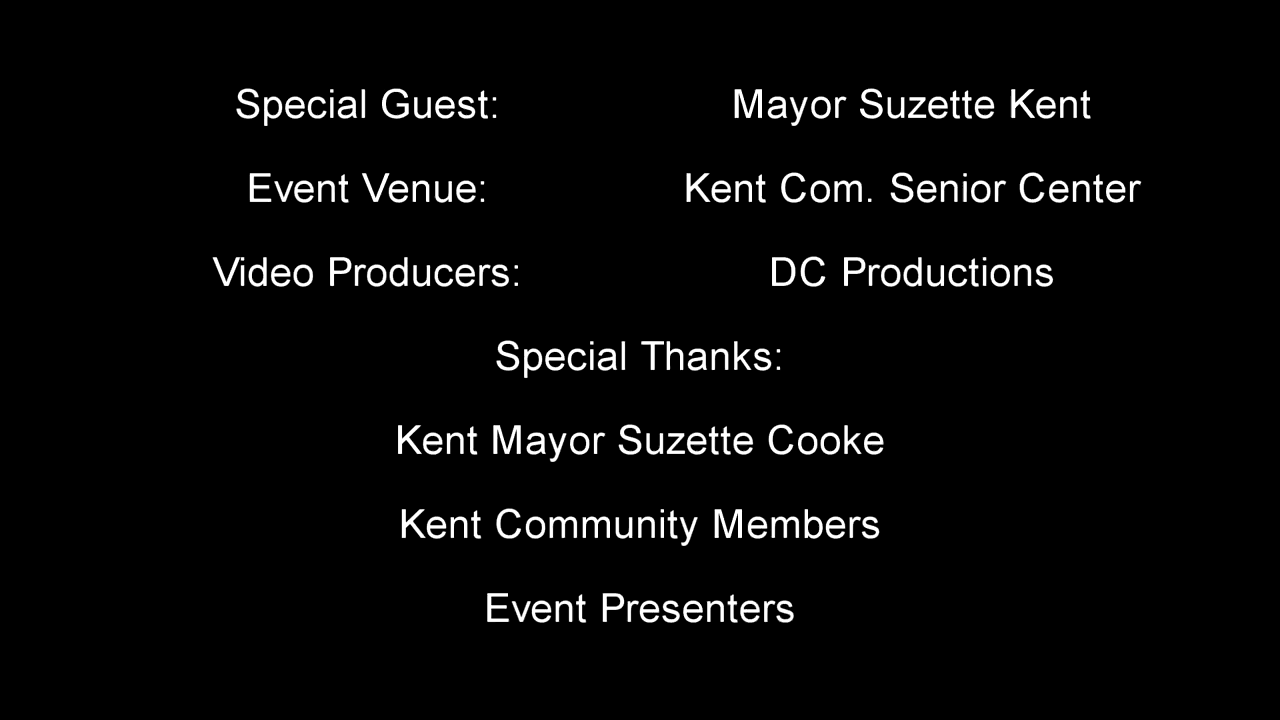 Special Guest: Mayor Suzette Kent
Event Venue: Kent Com. Senior Center
Video Producers: DC Productions
Special Thanks:
Kent Mayor Suzette Cooke
Kent Community Members
Event Presenters